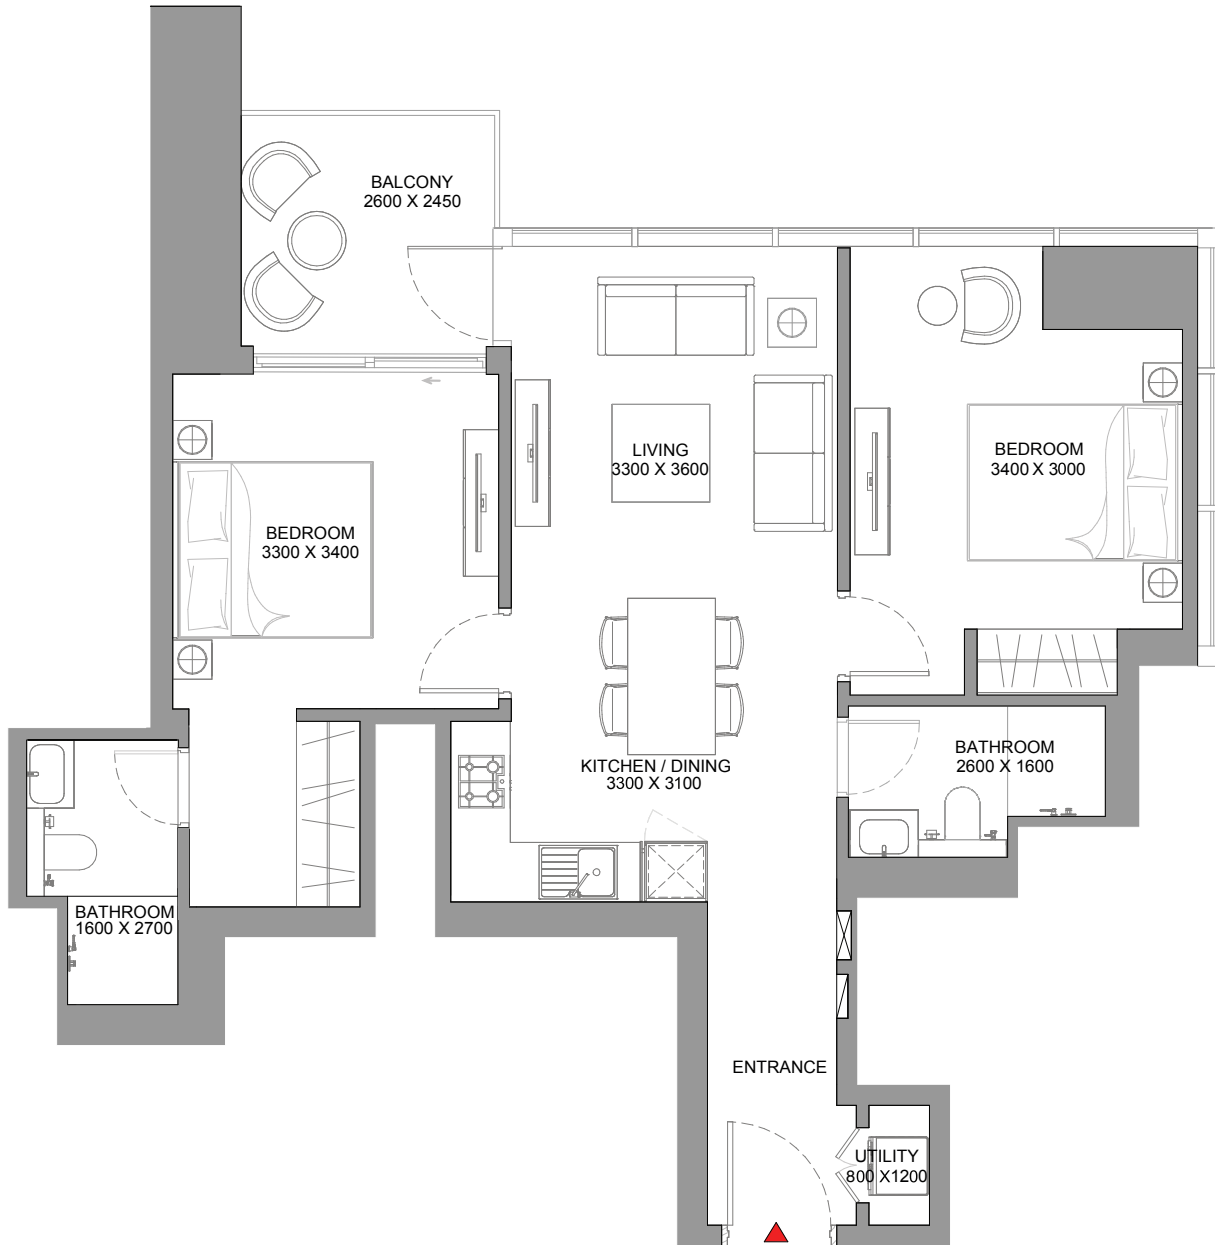 BALCONY
2600 X 2450
LIVING
3300 X 3600
BEDROOM
3400 X 3000
BEDROOM
3300 X 3400
KITCHEN / DINING
3300 X 3100
BATHROOM
2600 X 1600
BATHROOM
1600 X 2700
ENTRANCE
UTILITY
800 X1200